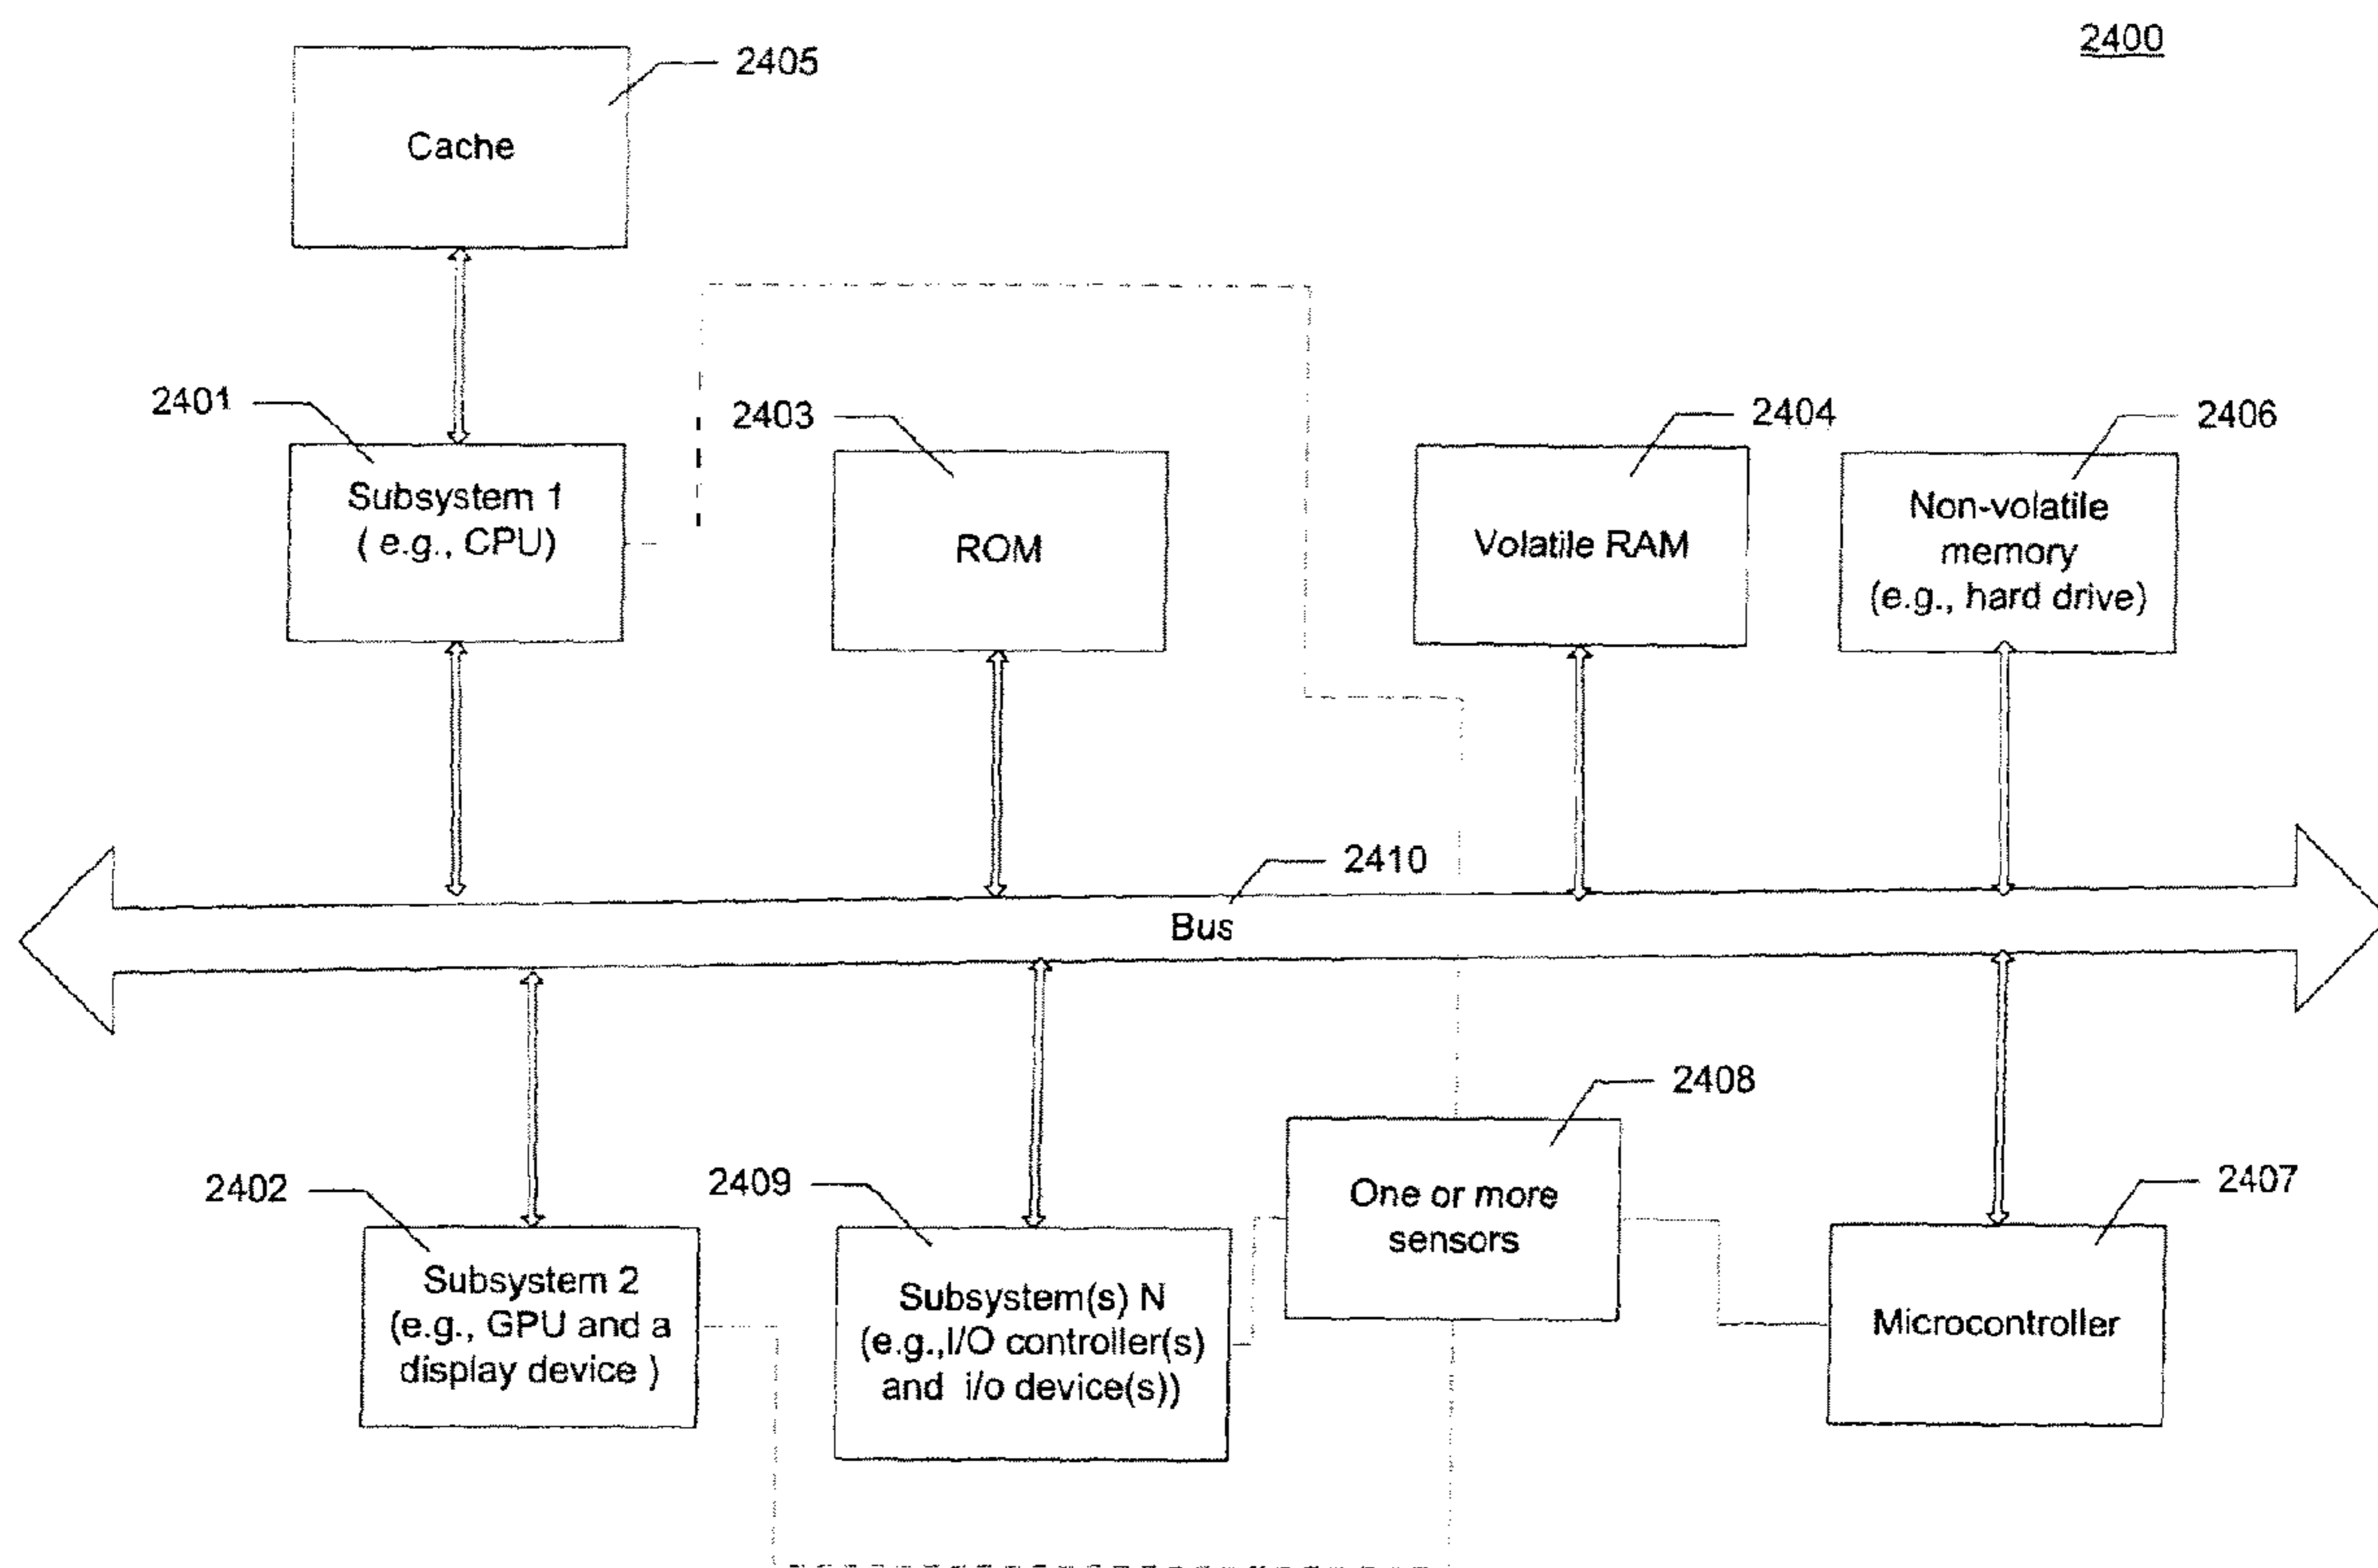 2400
2405
Cache
2401
2403
2404
2406
Subsystem 1
( e.g., CPU)
ROM
Volatile RAM
Non-volatile
memory
(e.g., hard drive)
2410
Bus
2408
2402
2409
2407
One or more
sensors
Subsystem 2
(e.g., GPU and a
display device )
Subsystem(s) N
(e.g.,I/O controller(s)
and i/o device(s))
Microcontroller